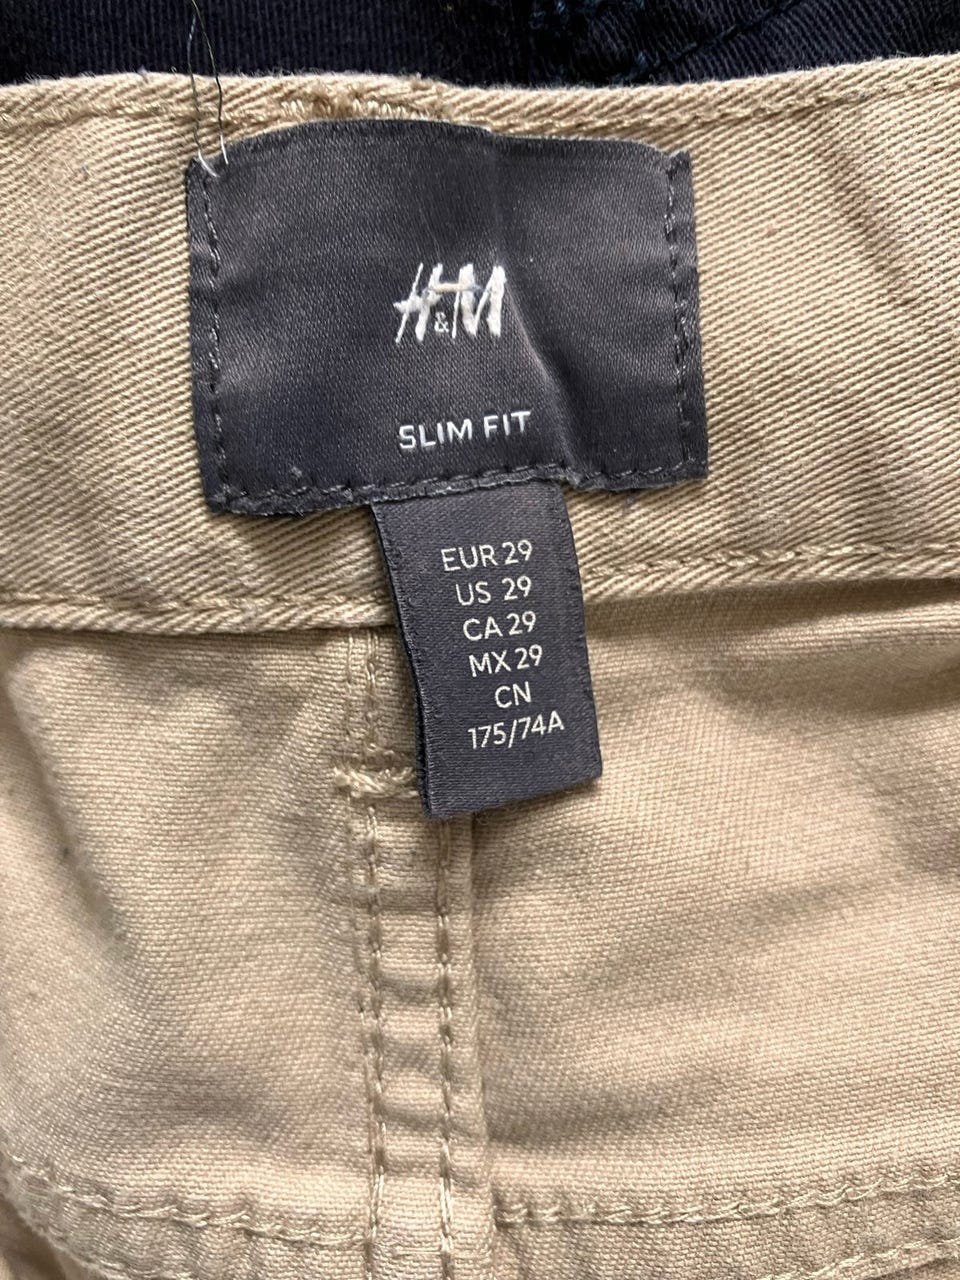 H&M
SLIM FIT
EUR 29
US 29
CA 29
MX 29
CN
175/74A